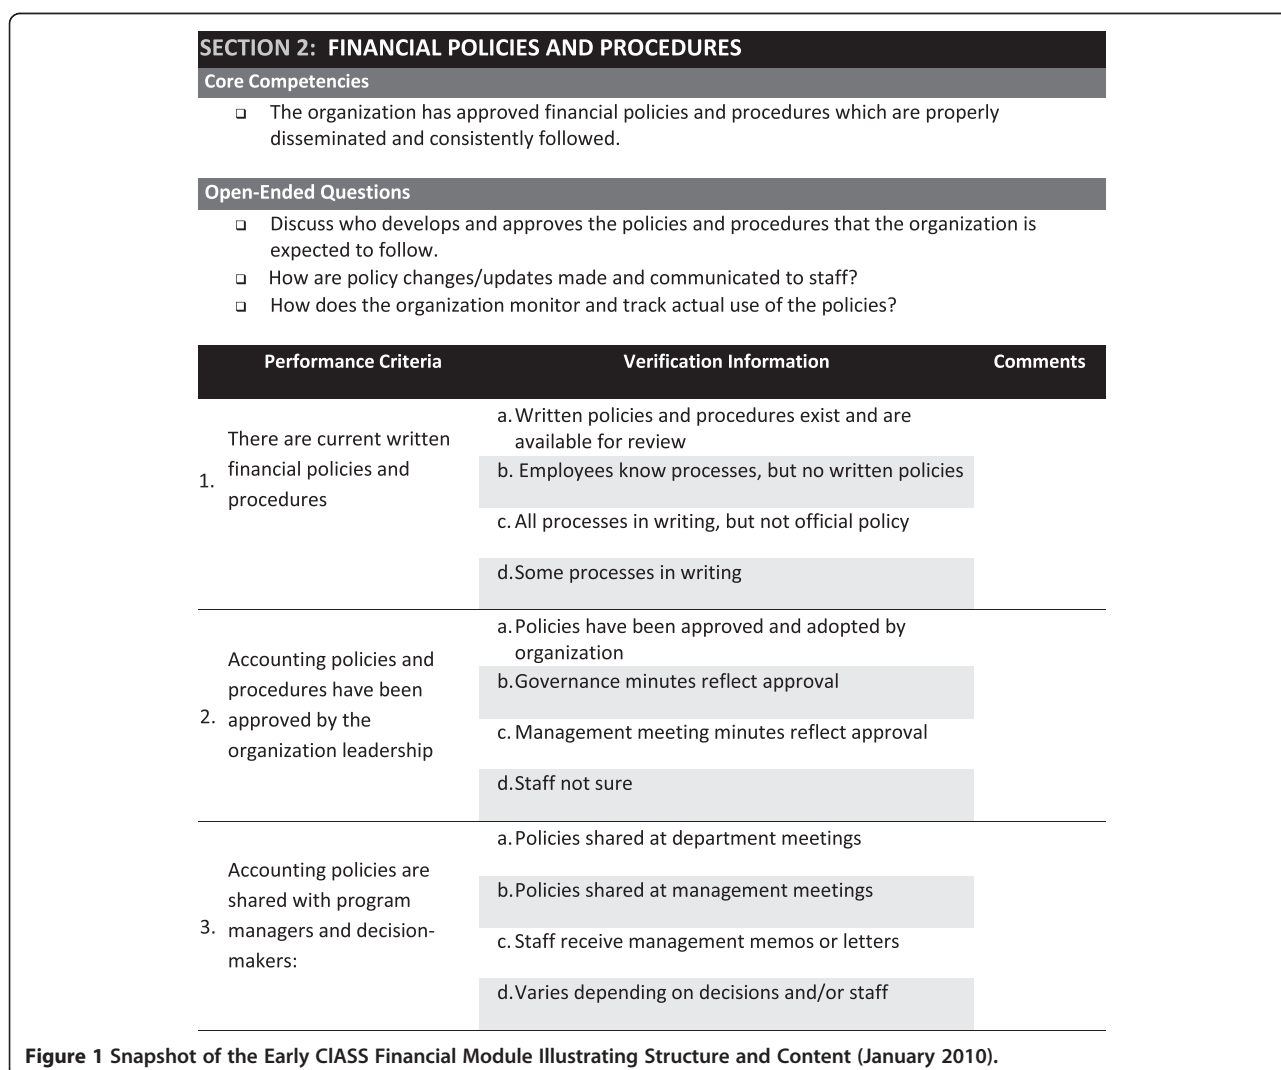 SECTION 2: FINANCIAL POLICIES AND PROCEDURES
Core Competencies
❑ The organization has approved financial policies and procedures which are properly
disseminated and consistently followed.
Open-Ended Questions
❑ Discuss who develops and approves the policies and procedures that the organization is
expected to follow.
❑ How are policy changes/updates made and communicated to staff?
❑ How does the organization monitor and track actual use of the policies?
Performance Criteria Verification Information Comments
1.
There are current written
financial policies and
procedures
a. Written policies and procedures exist and are
available for review
b. Employees know processes, but no written policies
c. All processes in writing, but not official policy
d. Some processes in writing
2.
Accounting policies and
procedures have been
approved by the
organization leadership
a. Policies have been approved and adopted by
organization
b. Governance minutes reflect approval
c. Management meeting minutes reflect approval
d. Staff not sure
3.
Accounting policies are
shared with program
managers and decision-
makers:
a. Policies shared at department meetings
b. Policies shared at management meetings
c. Staff receive management memos or letters
d. Varies depending on decisions and/or staff
Figure 1 Snapshot of the Early ClASS Financial Module Illustrating Structure and Content (January 2010).